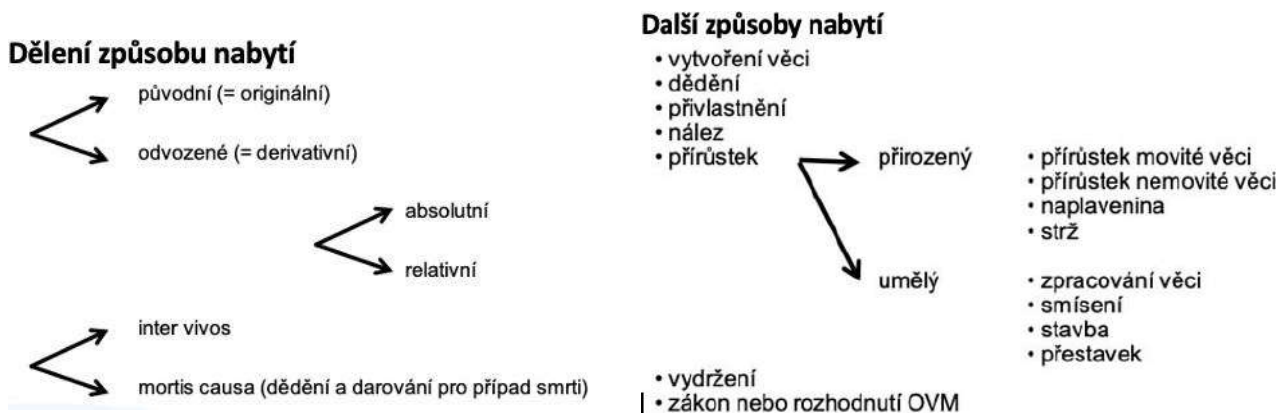 Dělení způsobu nabytí
původní (= originální)
odvozené (= derivativní)
absolutní
relativní
inter vivos
mortis causa (dědění a darování pro případ smrti)
Další způsoby nabytí
• vytvoření věci
• dědění
• přivlastnění
• nález
• přírůstek
přirozený
• přírůstek movité věci
• přírůstek nemovité věci
• naplavenina
• strž
umělý
• zpracování věci
• smísení
• stavba
• přestavek
• vydržení
• zákon nebo rozhodnutí OVM